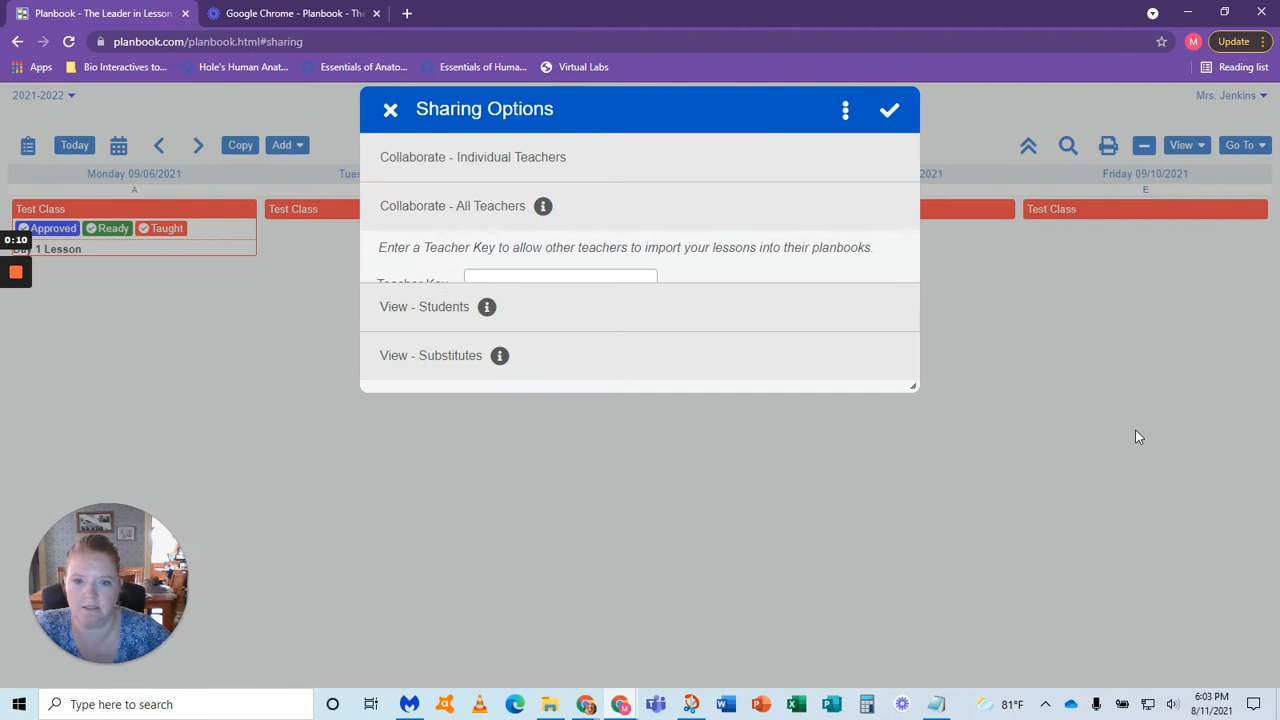 Planbook - The Leader in Lesson
Google Chrome - Planbook - The
planbook.com/planbook.html#sharing
M
Update
Apps
Bio Interactives to...
Hole's Human Anat...
Essentials of Anato...
Essentials of Huma...
Virtual Labs
Reading list
2021-2022
Mrs. Jenkins
Sharing Options
Today
Copy
Add
View
Go To
Collaborate - Individual Teachers
Monday 09/06/2021
Tues
2021
Friday 09/10/2021
A
E
Collaborate - All Teachers
Test Class
Test Class
Test Class
Approved
Ready
Taught
0:10
Day 1 Lesson
Enter a Teacher Key to allow other teachers to import your lessons into their planbooks.
Teacher Key
View - Students
View - Substitutes
Type here to search
81°F
6:03 PM
8/11/2021